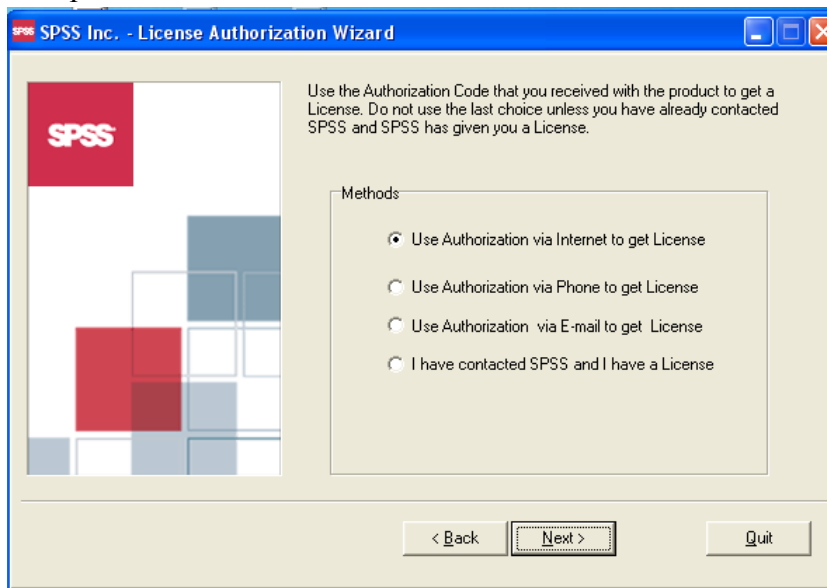 SPSS Inc. - License Authorization Wizard
SPSS
Use the Authorization Code that you received with the product to get a
License. Do not use the last choice unless you have already contacted
SPSS and SPSS has given you a License.
Methods
Use Authorization via Internet to get License
Use Authorization via Phone to get License
Use Authorization via E-mail to get License
I have contacted SPSS and I have a License
< Back
Next >
Quit